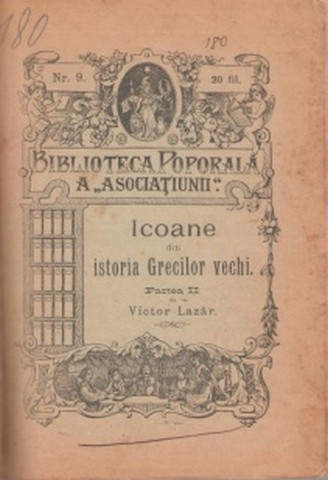 180
180
Nr. 9.
20 fil.
BIBLIOTECA POPORALĂ
A „ASOCIAȚIUNII“.
Icoane
din
istoria Grecilor vechi.
Partea II
de
Victor Lazăr.